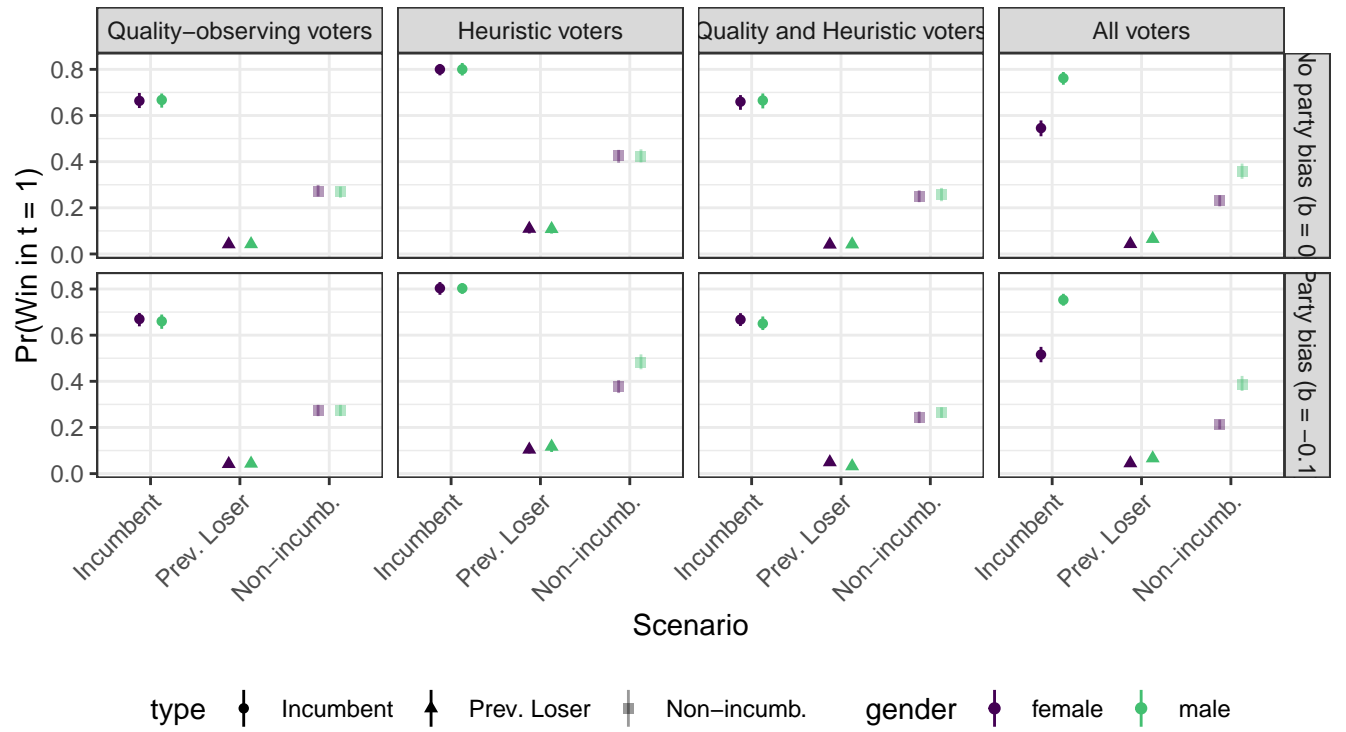 Quality−observing voters
Heuristic voters
Quality and Heuristic voters
All voters
No party bias (b = 0
Party bias (b = −0.1
Pr(Win in t = 1)
0.8
0.6
0.4
0.2
0.0
0.8
0.6
0.4
0.2
0.0
Incumbent
Prev. Loser
Non−incumb.
Incumbent
Prev. Loser
Non−incumb.
Incumbent
Prev. Loser
Non−incumb.
Incumbent
Prev. Loser
Non−incumb.
Scenario
type Incumbent Prev. Loser Non−incumb. gender female male